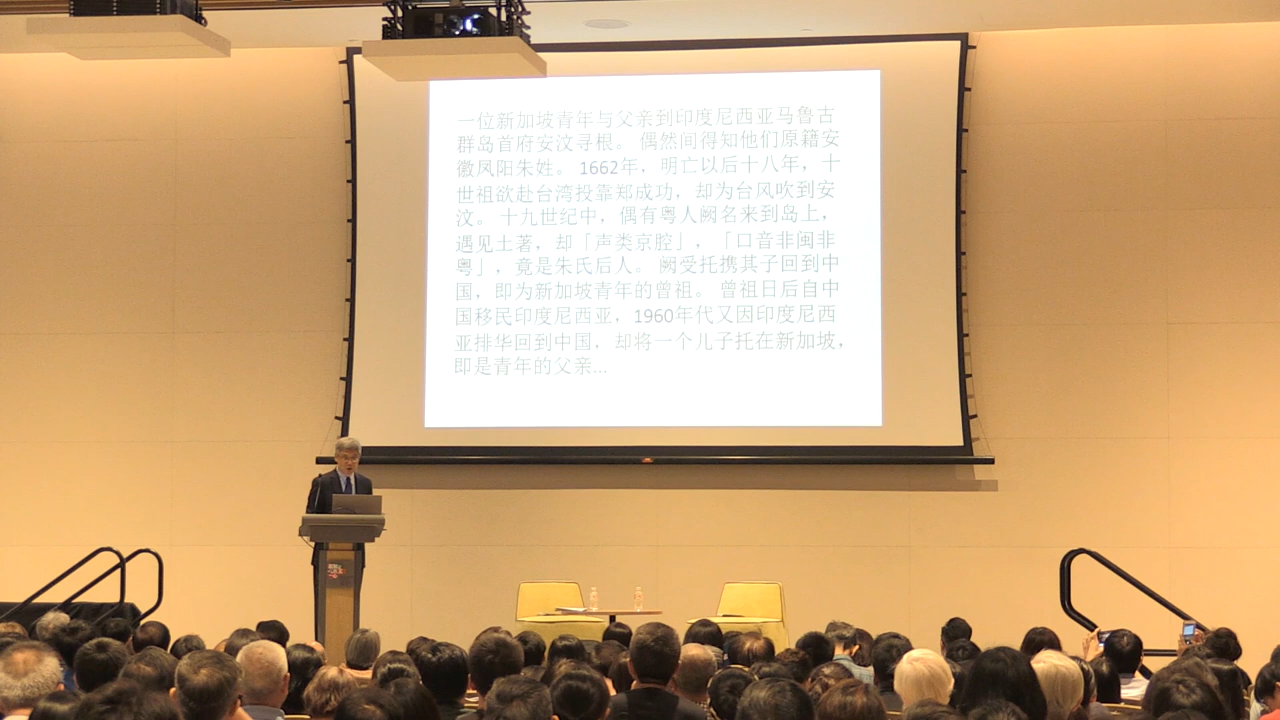 一位新加坡青年与父亲到印度尼西亚马鲁古
群岛首府安汶寻根。 偶然间得知他们原籍安
徽凤阳朱姓。 1662年，明亡以后十八年，十
世祖欲赴台湾投靠郑成功，却为台风吹到安
汶。 十九世纪中，偶有粤人阙名来到岛上，
遇见土著，却「声类京腔」，「口音非闽非
粤」，竟是朱氏后人。 阙受托携其子回到中
国，即为新加坡青年的曾祖。 曾祖日后自中
国移民印度尼西亚，1960年代又因印度尼西
亚排华回到中国，却将一个儿子托在新加坡，
即是青年的父亲...